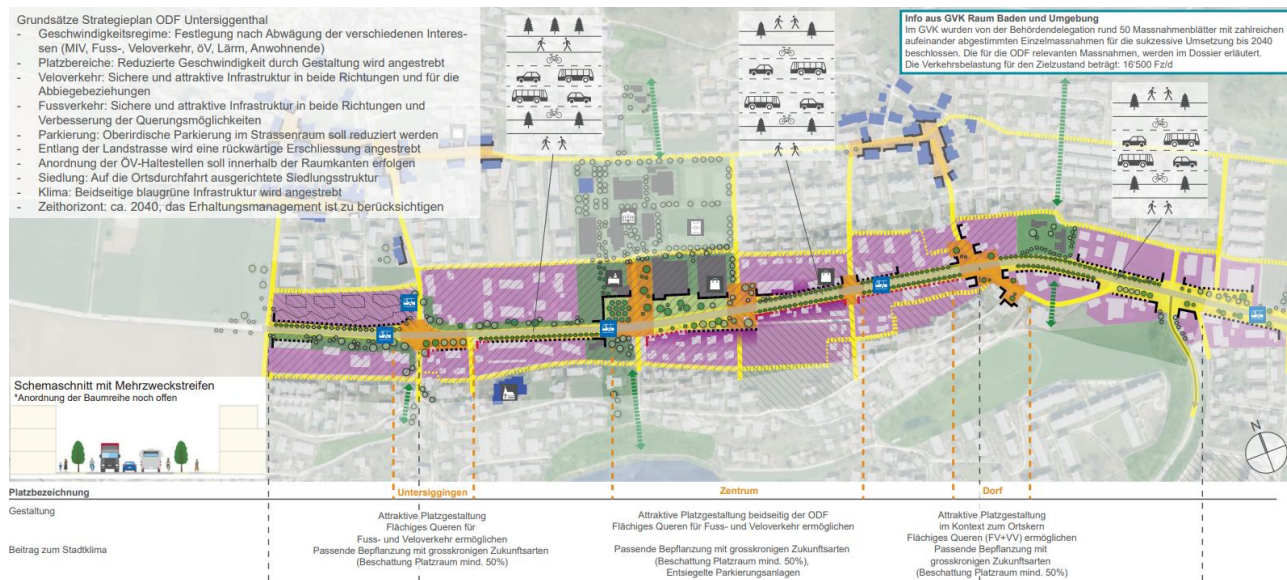 Grundsätze Strategieplan ODF Untersiggenthal
- Geschwindigkeitsregime: Festlegung nach Abwägung der verschiedenen Interes-
sen (MIV, Fuss-, Veloverkehr, öV, Lärm, Anwohnende)
- Platzbereiche: Reduzierte Geschwindigkeit durch Gestaltung wird angestrebt
- Veloverkehr: Sichere und attraktive Infrastruktur in beide Richtungen und für die
Abbiegebeziehungen
- Fussverkehr: Sichere und attraktive Infrastruktur in beide Richtungen und
Verbesserung der Querungsmöglichkeiten
- Parkierung: Oberirdische Parkierung im Strassenraum soll reduziert werden
- Entlang der Landstrasse wird eine rückwärtige Erschliessung angestrebt
- Anordnung der ÖV-Haltestellen soll innerhalb der Raumkanten erfolgen
- Siedlung: Auf die Ortsdurchfahrt ausgerichtete Siedlungsstruktur
- Klima: Beidseitige blaugrüne Infrastruktur wird angestrebt
- Zeithorizont: ca. 2040, das Erhaltungsmanagement ist zu berücksichtigen
Info aus GVK Raum Baden und Umgebung
Im GVK wurden von der Behördendelegation rund 50 Massnahmenblätter mit zahlreichen
aufeinander abgestimmten Einzelmassnahmen für die sukzessive Umsetzung bis 2040
beschlossen. Die für die ODF relevanten Massnahmen, werden im Dossier erläutert.
Die Verkehrsbelastung für den Zielzustand beträgt: 16'500 Fz/d
Schemaschnitt mit Mehrzweckstreifen
*Anordnung der Baumreihe noch offen
N
Platzbezeichnung
Untersiggingen
Zentrum
Dorf
Gestaltung
Attraktive Platzgestaltung
Flächiges Queren für
Fuss- und Veloverkehr ermöglichen
Attraktive Platzgestaltung beidseitig der ODF
Flächiges Queren für Fuss- und Veloverkehr ermöglichen
Attraktive Platzgestaltung
im Kontext zum Ortskern
Flächiges Queren (FV+VV) ermöglichen
Beitrag zum Stadtklima
Passende Bepflanzung mit grosskronigen Zukunftsarten
(Beschattung Platzraum mind. 50%)
Passende Bepflanzung mit grosskronigen Zukunftsarten
(Beschattung Platzraum mind. 50%),
Entsiegelte Parkierungsanlagen
Passende Bepflanzung mit
grosskronigen Zukunftsarten
(Beschattung Platzraum mind. 50%)